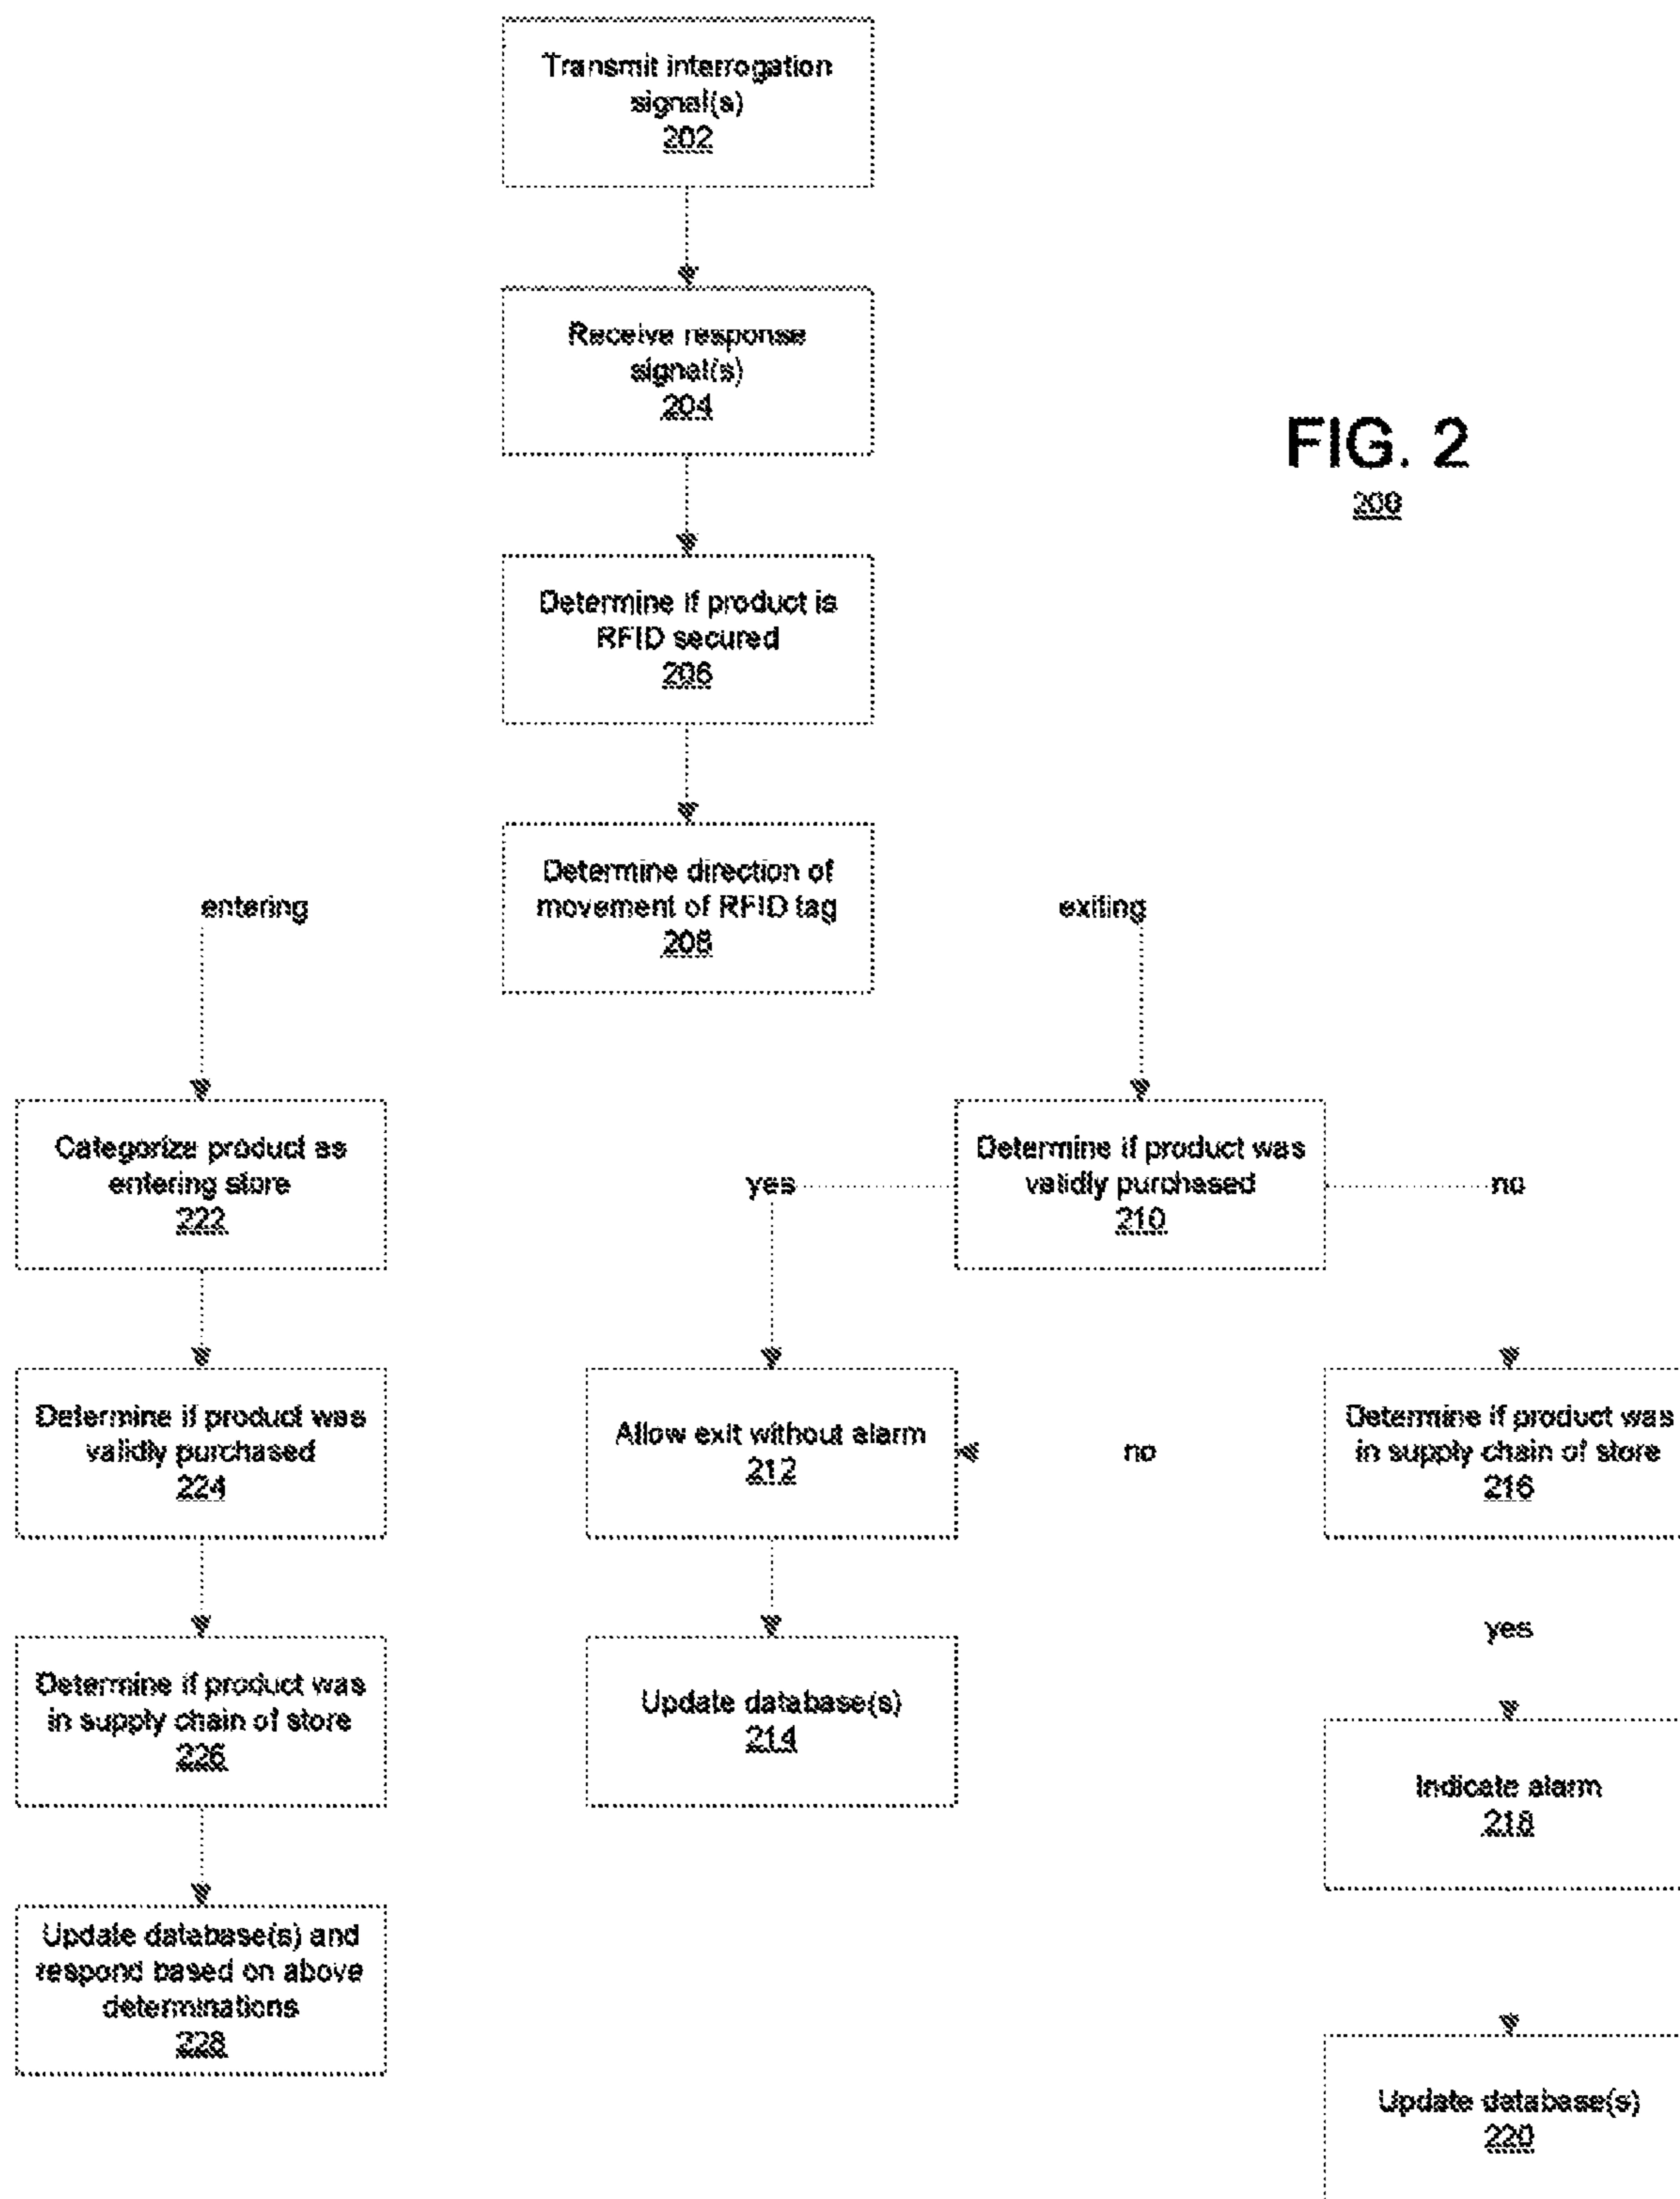 Transmit interrogation
signal(s)
202
Receive response
signal(s)
204
FIG. 2
200
Determine if product is
RFID secured
206
Determine direction of
movement of RFID tag
208
entering
exiting
Categorize product as
entering store
222
Determine if product was
validly purchased
210
yes
no
Determine if product was
validly purchased
224
Allow exit without alarm
212
no
Determine if product was
in supply chain of store
216
yes
Determine if product was
in supply chain of store
226
Update database(s)
214
Indicate alarm
218
Update database(s) and
respond based on above
determinations
228
Update database(s)
220